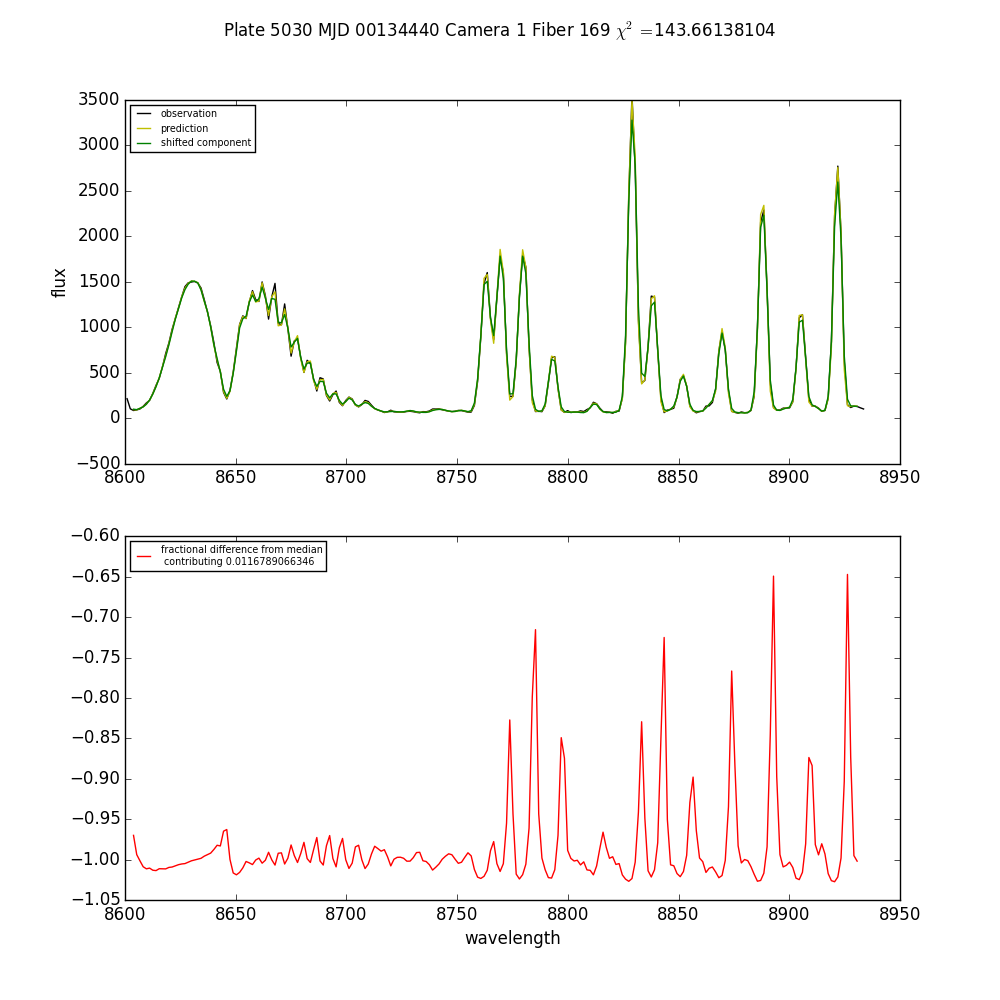 Plate 5030 MJD 00134440 Camera 1 Fiber 169 χ² =143.66138104
3500
3000
2500
2000
1500
1000
500
0
−500
flux
observation
prediction
shifted component
8600 8650 8700 8750 8800 8850 8900 8950
−0.60
−0.65
−0.70
−0.75
−0.80
−0.85
−0.90
−0.95
−1.00
−1.05
fractional difference from median
contributing 0.0116789066346
8600 8650 8700 8750 8800 8850 8900 8950
wavelength